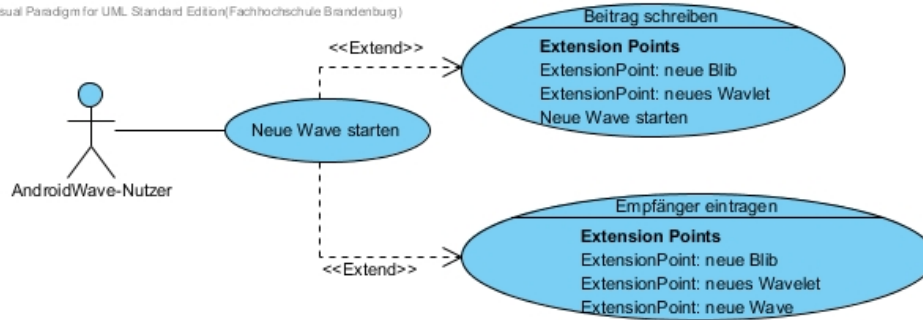 sual Paradigm for UML Standard Edition(Fachhochschule Brandenburg)
Beitrag schreiben
<<Extend>>
Extension Points
ExtensionPoint: neue Blib
ExtensionPoint: neues Wavlet
Neue Wave starten
Neue Wave starten
AndroidWave-Nutzer
Empfänger eintragen
Extension Points
ExtensionPoint: neue Blib
<<Extend>>
ExtensionPoint: neues Wavelet
ExtensionPoint: neue Wave